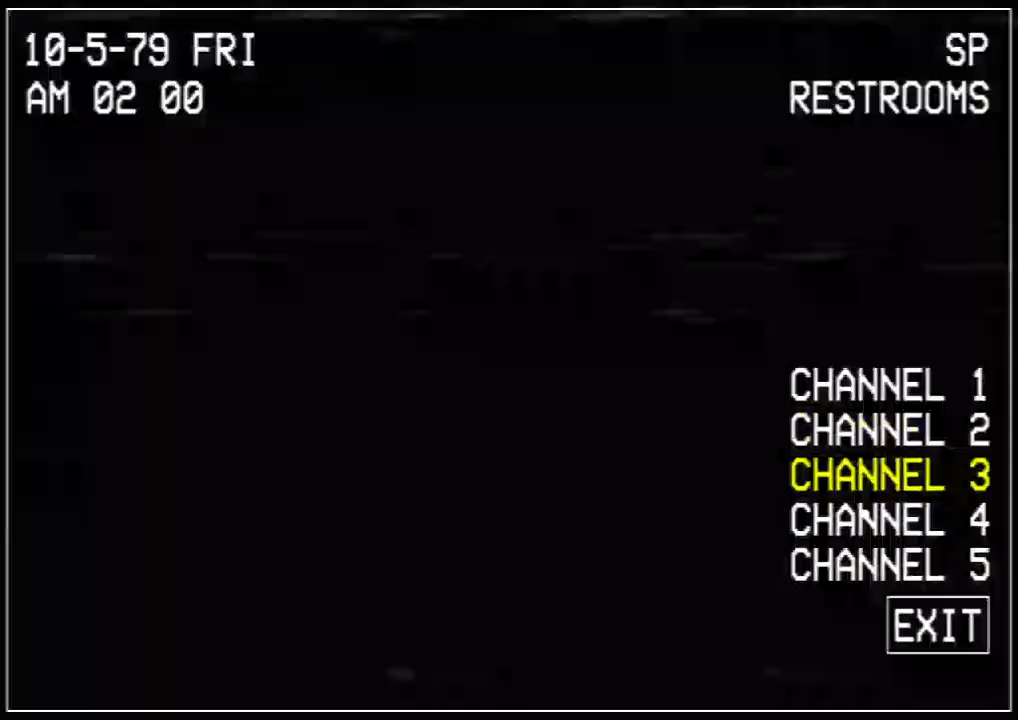 10-5-79 FRI
AM 02 00
SP
RESTROOMS
CHANNEL 1
CHANNEL 2
CHANNEL 3
CHANNEL 4
CHANNEL 5
EXIT